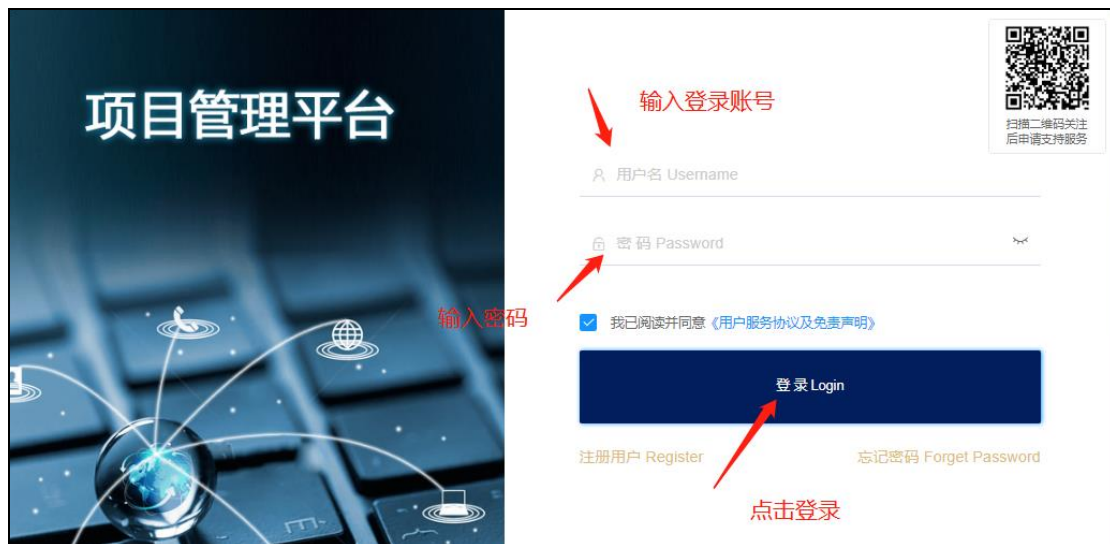 项目管理平台
输入登录账号
扫描二维码关注
后申请支持服务
用户名 Username
密 码 Password
输入密码
我已阅读并同意《用户服务协议及免责声明》
登 录 Login
注册用户 Register
忘记密码 Forget Password
点击登录